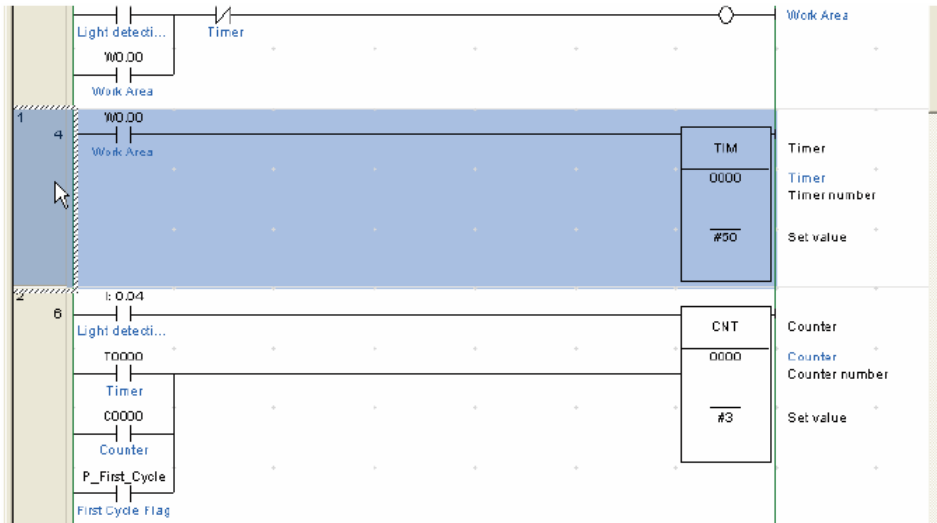 Light detecti...
Timer
Work Area
W0.00
Work Area
1
4
W0.00
Work Area
TIM
Timer
0000
Timer
Timer number
#50
Set value
2
6
I: 0.04
Light detecti...
CNT
Counter
T0000
Timer
0000
Counter
Counter number
C0000
Counter
#3
Set value
P_First_Cycle
First Cycle Flag